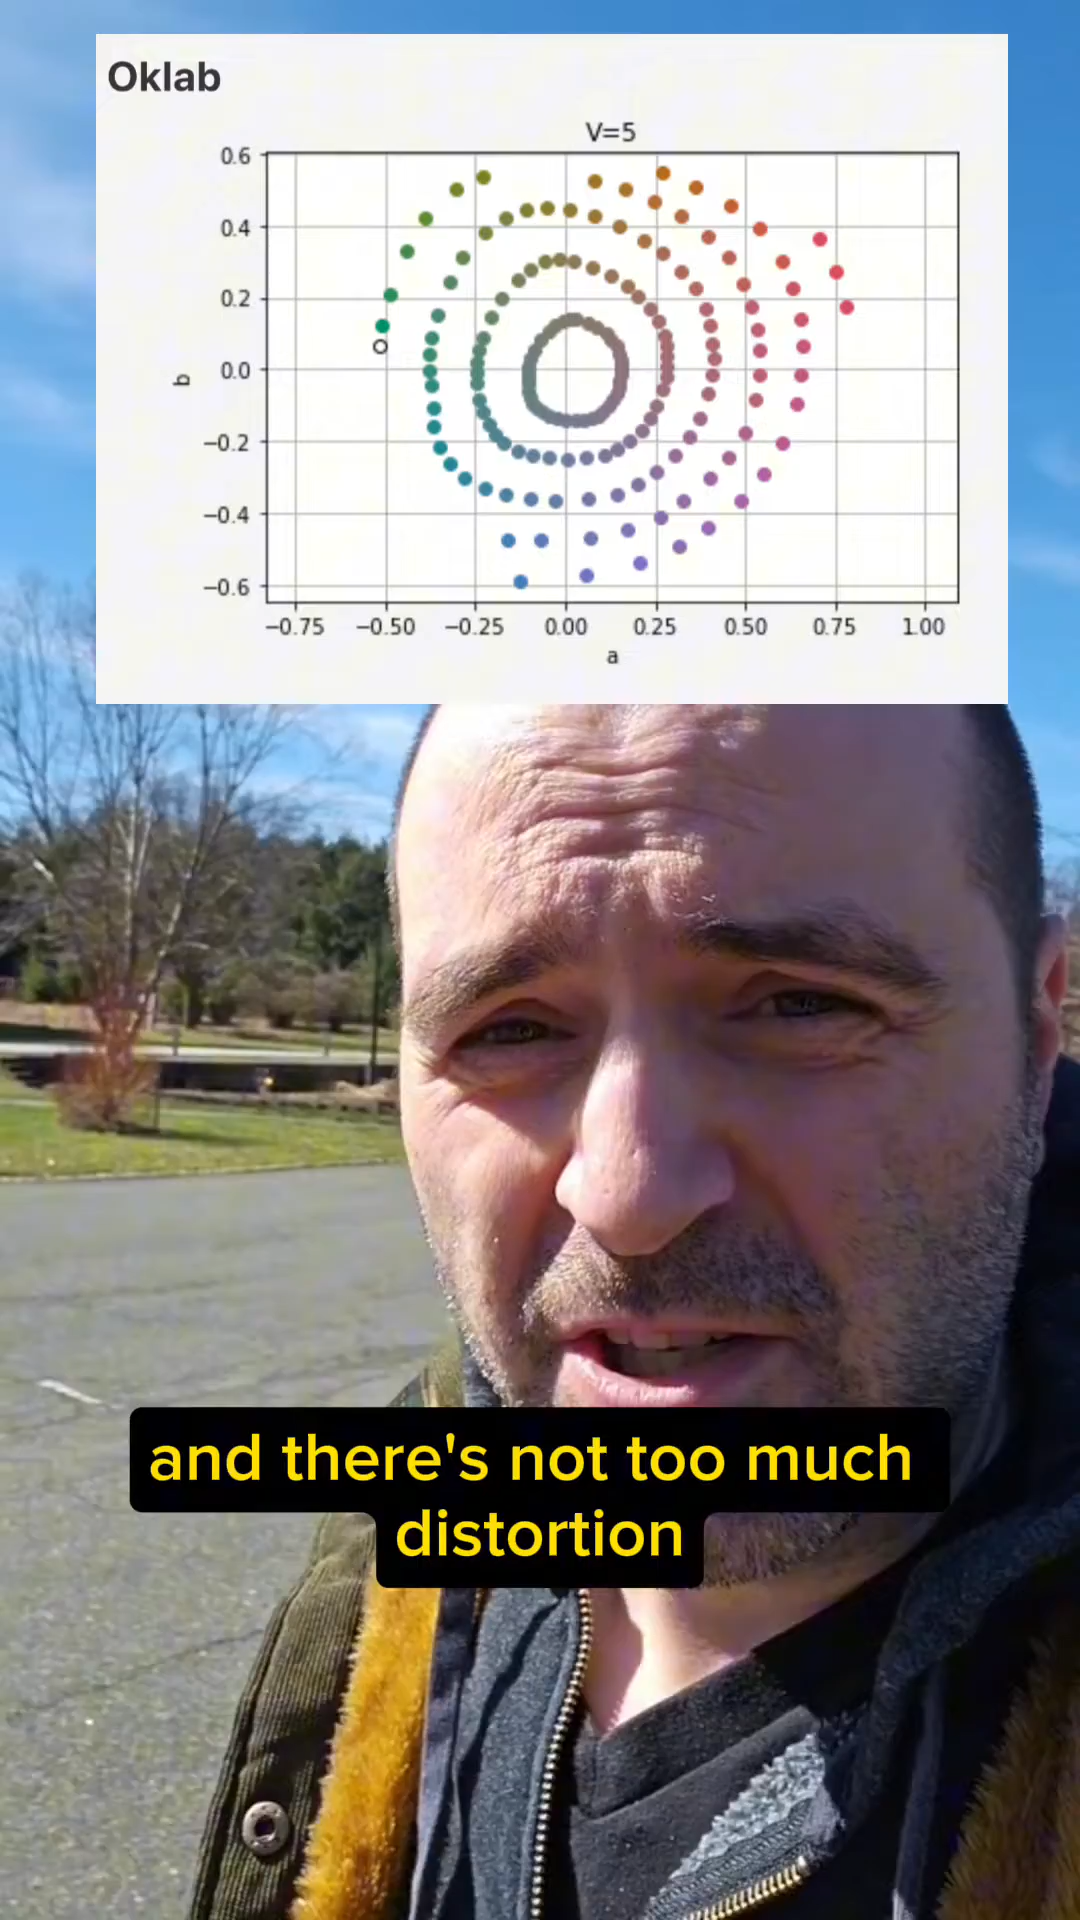 Oklab
V=5
0.6
0.4
0.2
0.0
−0.2
−0.4
−0.6
b
−0.75 −0.50 −0.25 0.00 0.25 0.50 0.75 1.00
a
and there's not too much
distortion